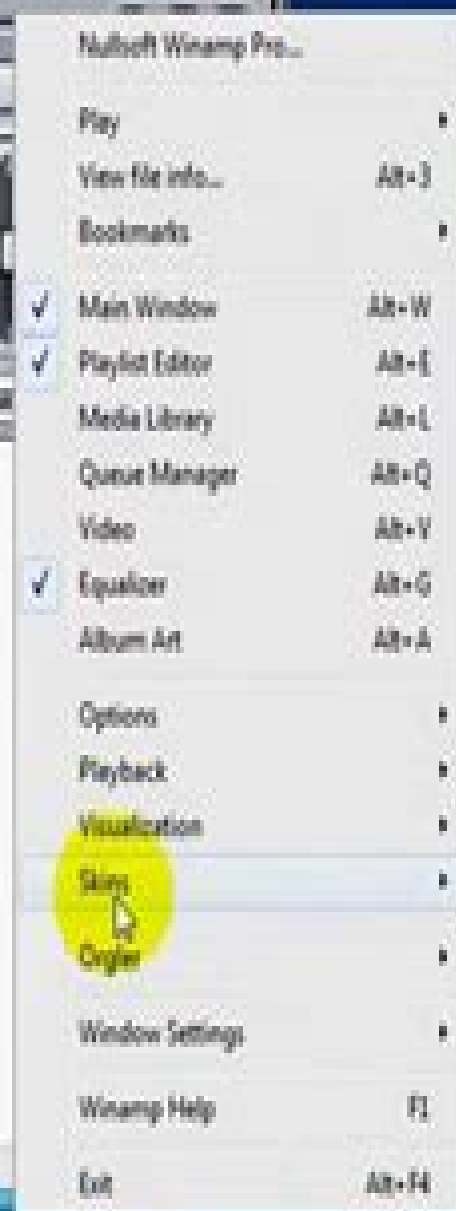 Nullsoft Winamp Pro...
Play
View file info... Alt+3
Bookmarks
Main Window Alt+W
Playlist Editor Alt+E
Media Library Alt+L
Queue Manager Alt+Q
Video Alt+V
Equalizer Alt+G
Album Art Alt+A
Options
Playback
Visualization
Skins
Orgler
Window Settings
Winamp Help F1
Exit Alt+F4